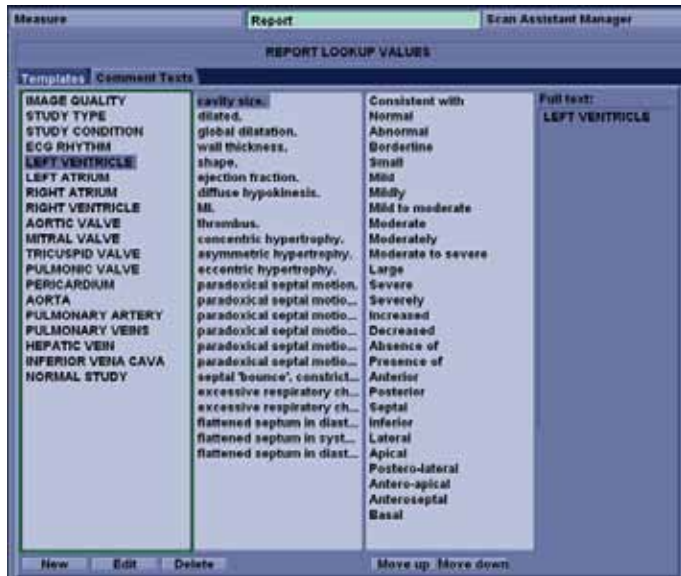 Measure
Report
Scan Assistant Manager
REPORT LOOKUP VALUES
Templates
Comment Texts
IMAGE QUALITY
STUDY TYPE
STUDY CONDITION
ECG RHYTHM
LEFT VENTRICLE
LEFT ATRIUM
RIGHT ATRIUM
RIGHT VENTRICLE
AORTIC VALVE
MITRAL VALVE
TRICUSPID VALVE
PULMONIC VALVE
PERICARDIUM
AORTA
PULMONARY ARTERY
PULMONARY VEINS
HEPATIC VEIN
INFERIOR VENA CAVA
NORMAL STUDY
cavity size.
dilated.
global dilatation.
wall thickness.
shape.
ejection fraction.
diffuse hypokinesis.
MI.
thrombus.
concentric hypertrophy.
asymmetric hypertrophy.
eccentric hypertrophy.
paradoxical septal motion.
paradoxical septal motio...
paradoxical septal motio...
paradoxical septal motio...
paradoxical septal motio...
paradoxical septal motio...
septal 'bounce', constrict...
excessive respiratory ch...
excessive respiratory ch...
flattened septum in diast...
flattened septum in syst...
flattened septum in diast...
Consistent with
Normal
Abnormal
Borderline
Small
Mild
Mildly
Mild to moderate
Moderate
Moderately
Moderate to severe
Large
Severe
Severely
Increased
Decreased
Absence of
Presence of
Anterior
Posterior
Septal
Inferior
Lateral
Apical
Postero-lateral
Antero-apical
Anteroseptal
Basal
Full text:
LEFT VENTRICLE
New
Edit
Delete
Move up
Move down